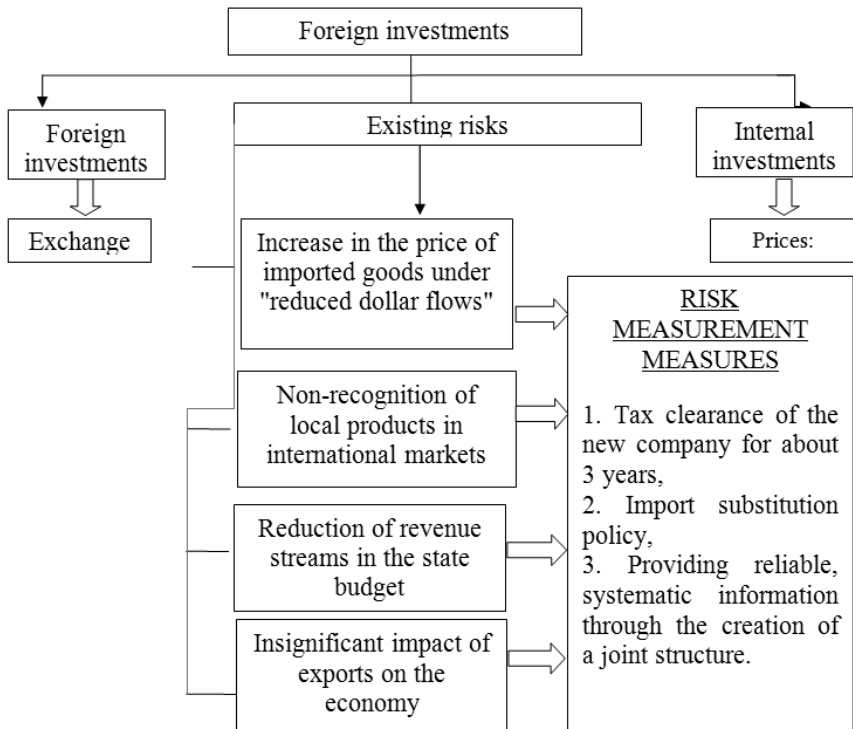 Foreign investments
Foreign
investments
Existing risks
Internal
investments
Exchange
Prices:
Increase in the price of
imported goods under
"reduced dollar flows"
Non-recognition of
local products in
international markets
Reduction of revenue
streams in the state
budget
Insignificant impact of
exports on the
economy
RISK
MEASUREMENT
MEASURES
1. Tax clearance of the
new company for about
3 years,
2. Import substitution
policy,
3. Providing reliable,
systematic information
through the creation of
a joint structure.